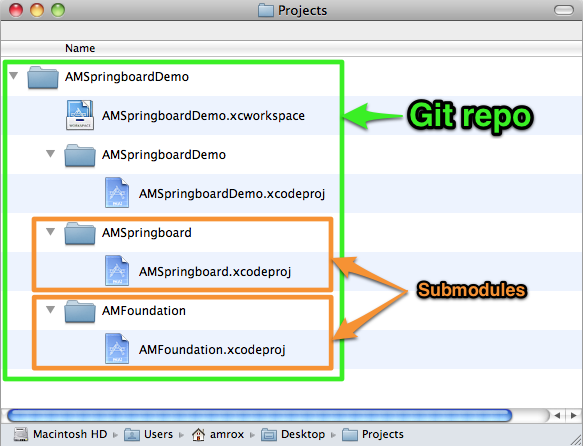 Projects
Name
AMSpringboardDemo
AMSpringboardDemo.xcworkspace
Git repo
AMSpringboardDemo
AMSpringboardDemo.xcodeproj
AMSpringboard
AMSpringboard.xcodeproj
Submodules
AMFoundation
AMFoundation.xcodeproj
Macintosh HD Users amrox Desktop Projects